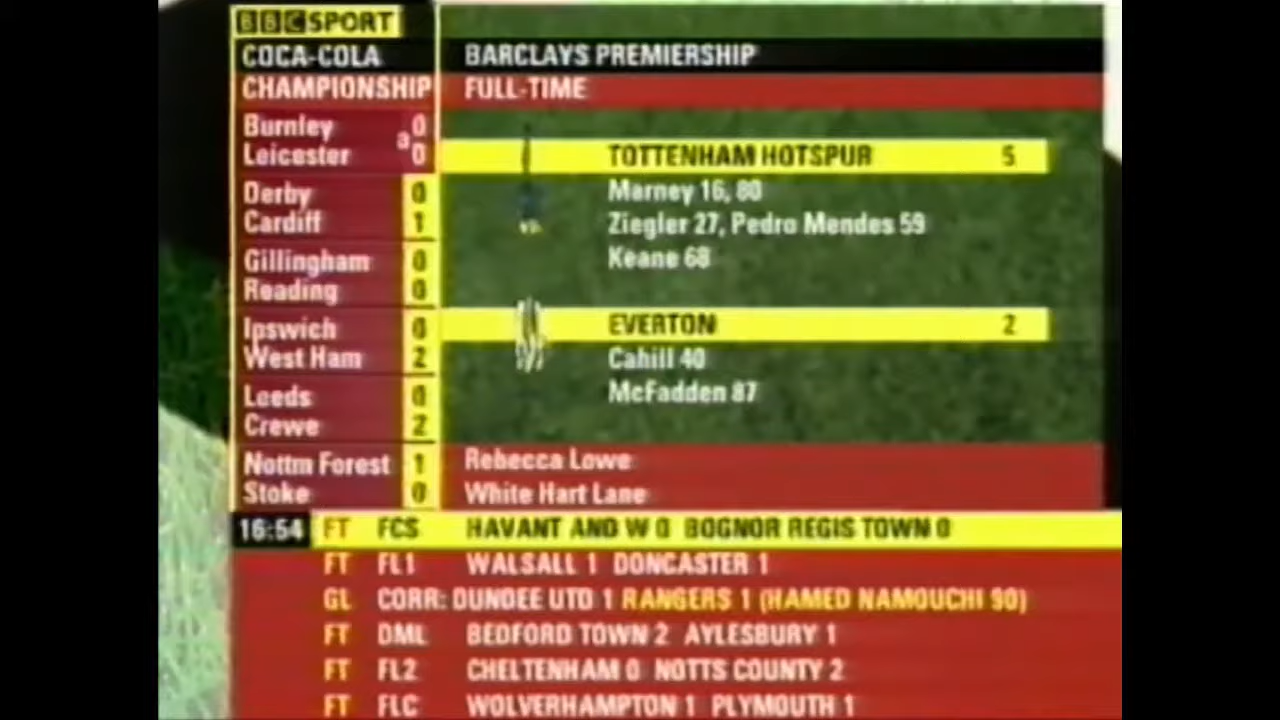 BBC SPORT
COCA-COLA
CHAMPIONSHIP
Burnley 0
a
Leicester 0
Derby 0
Cardiff 1
Gillingham 0
Reading 0
Ipswich 0
West Ham 2
Leeds 0
Crewe 2
Nottm Forest 1
Stoke 0
BARCLAYS PREMIERSHIP
FULL-TIME
TOTTENHAM HOTSPUR 5
Marney 16, 80
Ziegler 27, Pedro Mendes 59
Keane 68
EVERTON 2
Cahill 40
McFadden 87
Rebecca Lowe
White Hart Lane
16:54 FT FCS HAVANT AND W 0 BOGNOR REGIS TOWN 0
FT FL1 WALSALL 1 DONCASTER 1
GL CORR: DUNDEE UTD 1 RANGERS 1 (HAMED NAMOUCHI 90)
FT DML BEDFORD TOWN 2 AYLESBURY 1
FT FL2 CHELTENHAM 0 NOTTS COUNTY 2
FT FLC WOLVERHAMPTON 1 PLYMOUTH 1